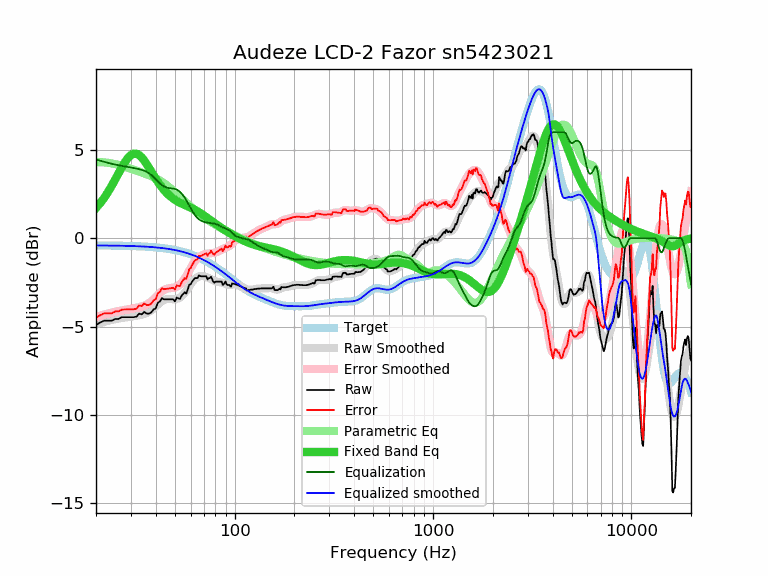 Audeze LCD-2 Fazor sn5423021
Amplitude (dBr)
5
0
−5
−10
−15
Target
Raw Smoothed
Error Smoothed
Raw
Error
Parametric Eq
Fixed Band Eq
Equalization
Equalized smoothed
100
1000
10000
Frequency (Hz)